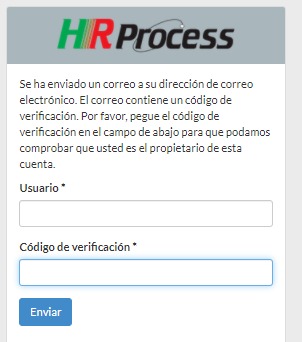 HR Process
Se ha enviado un correo a su dirección de correo
electrónico. El correo contiene un código de
verificación. Por favor, pegue el código de
verificación en el campo de abajo para que podamos
comprobar que usted es el propietario de esta
cuenta.
Usuario *
Código de verificación *
Enviar